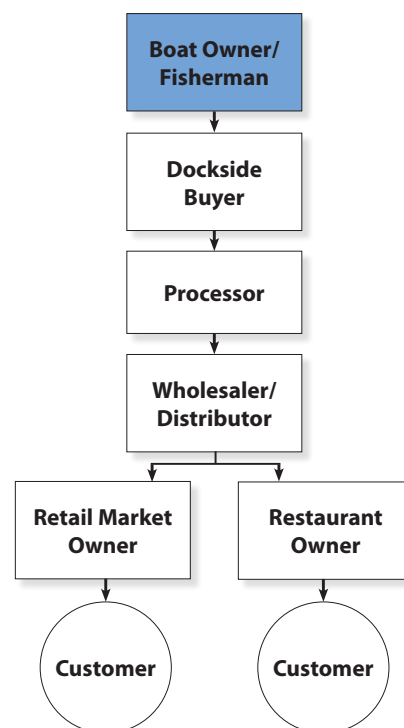 Boat Owner/
Fisherman
Dockside
Buyer
Processor
Wholesaler/
Distributor
Retail Market
Owner
Restaurant
Owner
Customer
Customer